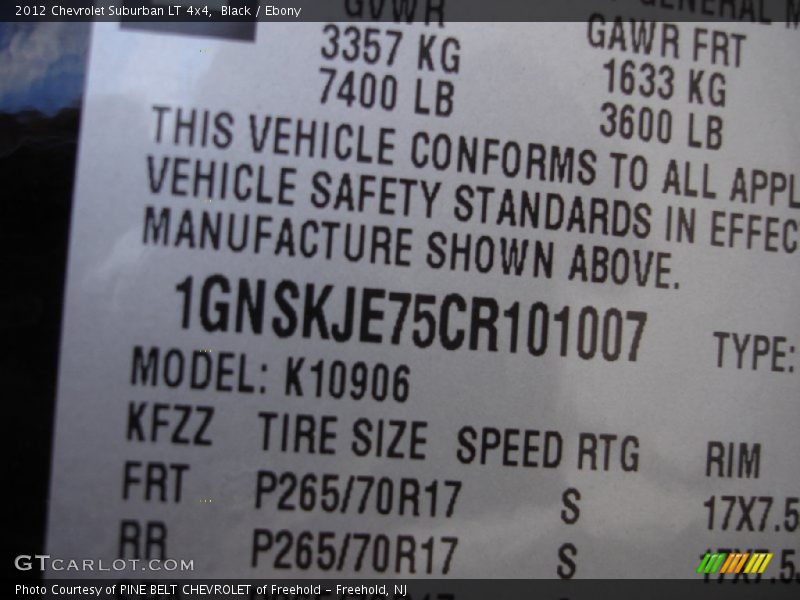 2012 Chevrolet Suburban LT 4x4, Black / Ebony
GVWR
GENERAL
3357 KG
GAWR FRT
7400 LB
1633 KG
3600 LB
THIS VEHICLE CONFORMS TO ALL APPL
VEHICLE SAFETY STANDARDS IN EFFEC
MANUFACTURE SHOWN ABOVE.
1GNSKJE75CR101007
TYPE:
MODEL: K10906
KFZZ TIRE SIZE SPEED RTG RIM
FRT P265/70R17 S 17X7.5
RR P265/70R17 S 17X7.5
GTCARLOT.COM
Photo Courtesy of PINE BELT CHEVROLET of Freehold - Freehold, NJ